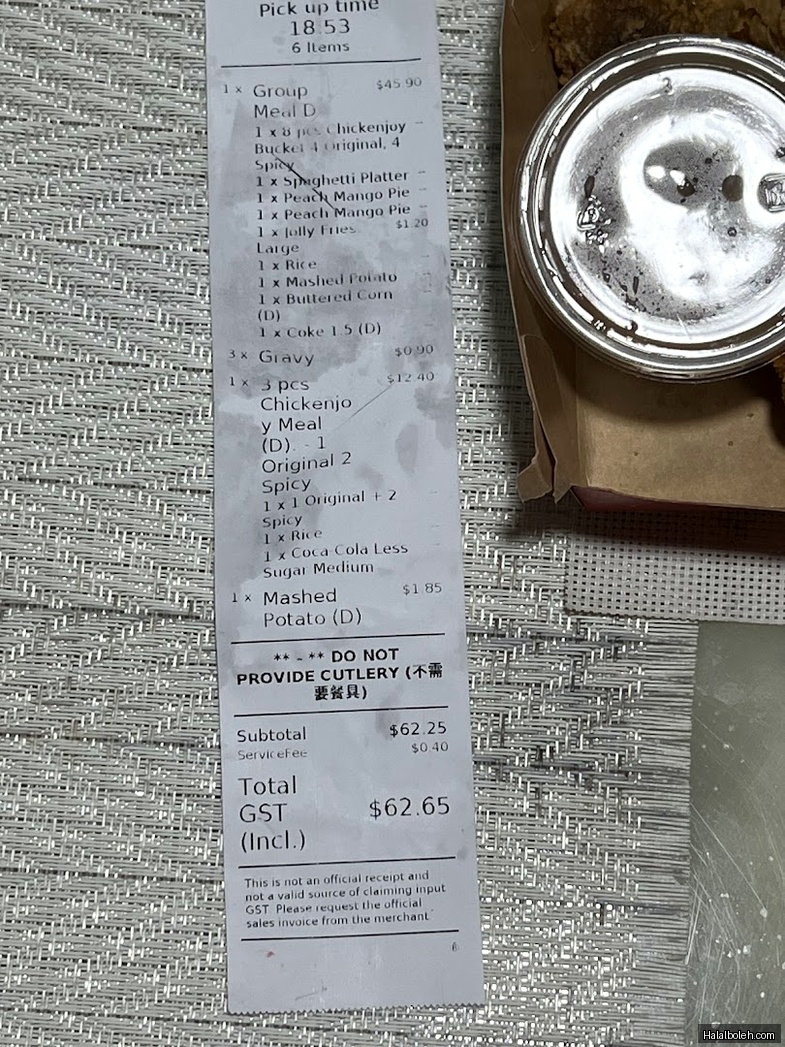 Pick up time
18:53
6 Items
1 x Group $45.90
Meal D
1 x 8 pcs Chickenjoy -
Bucket 4 Original, 4
Spicy
1 x Spaghetti Platter -
1 x Peach Mango Pie -
1 x Peach Mango Pie -
1 x Jolly Fries $1.20
Large
1 x Rice -
1 x Mashed Potato -
1 x Buttered Corn -
(D)
1 x Coke 1.5 (D) -
3 x Gravy $0.90
1 x 3 pcs $12.40
Chickenjo
y Meal
(D). - 1
Original 2
Spicy
1 x 1 Original + 2 -
Spicy
1 x Rice -
1 x Coca Cola Less -
Sugar Medium
1 x Mashed $1.85
Potato (D)
** - ** DO NOT
PROVIDE CUTLERY (不需
要餐具)
Subtotal $62.25
ServiceFee $0.40
Total
GST $62.65
(Incl.)
This is not an official receipt and
not a valid source of claiming input
GST. Please request the official
sales invoice from the merchant.
Halalboleh.com